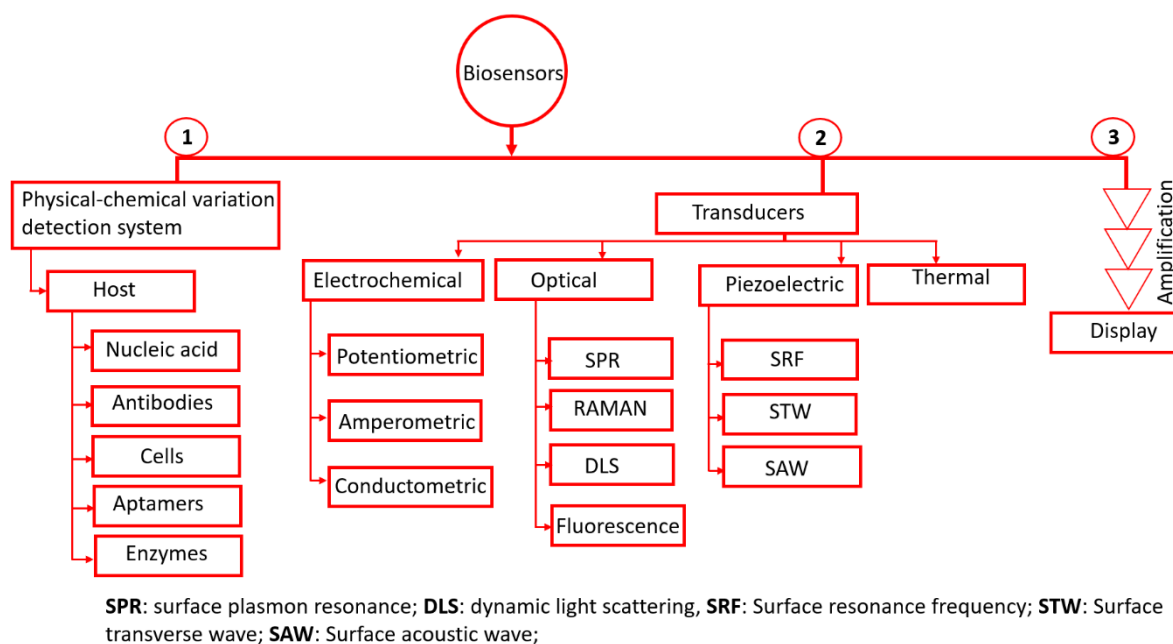 Biosensors
1
2
3
Physical-chemical variation
detection system
Transducers
Amplification
Host
Electrochemical
Optical
Piezoelectric
Thermal
Display
Nucleic acid
Antibodies
Cells
Aptamers
Enzymes
Potentiometric
Amperometric
Conductometric
SPR
RAMAN
DLS
Fluorescence
SRF
STW
SAW
SPR: surface plasmon resonance; DLS: dynamic light scattering, SRF: Surface resonance frequency; STW: Surface
transverse wave; SAW: Surface acoustic wave;